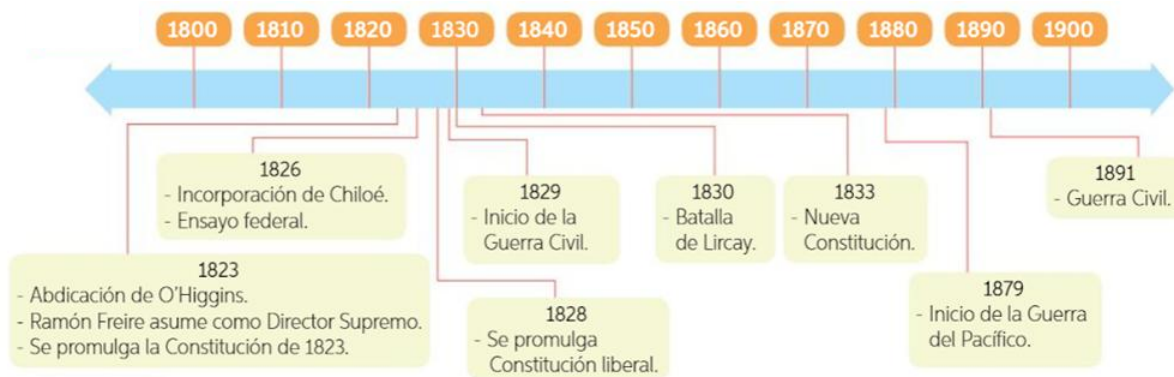 1800
1810
1820
1830
1840
1850
1860
1870
1880
1890
1900
1823
- Abdicación de O'Higgins.
- Ramón Freire asume como Director Supremo.
- Se promulga la Constitución de 1823.
1826
- Incorporación de Chiloé.
- Ensayo federal.
1828
- Se promulga
Constitución liberal.
1829
- Inicio de la
Guerra Civil.
1830
- Batalla
de Lircay.
1833
- Nueva
Constitución.
1879
- Inicio de la Guerra
del Pacífico.
1891
- Guerra Civil.